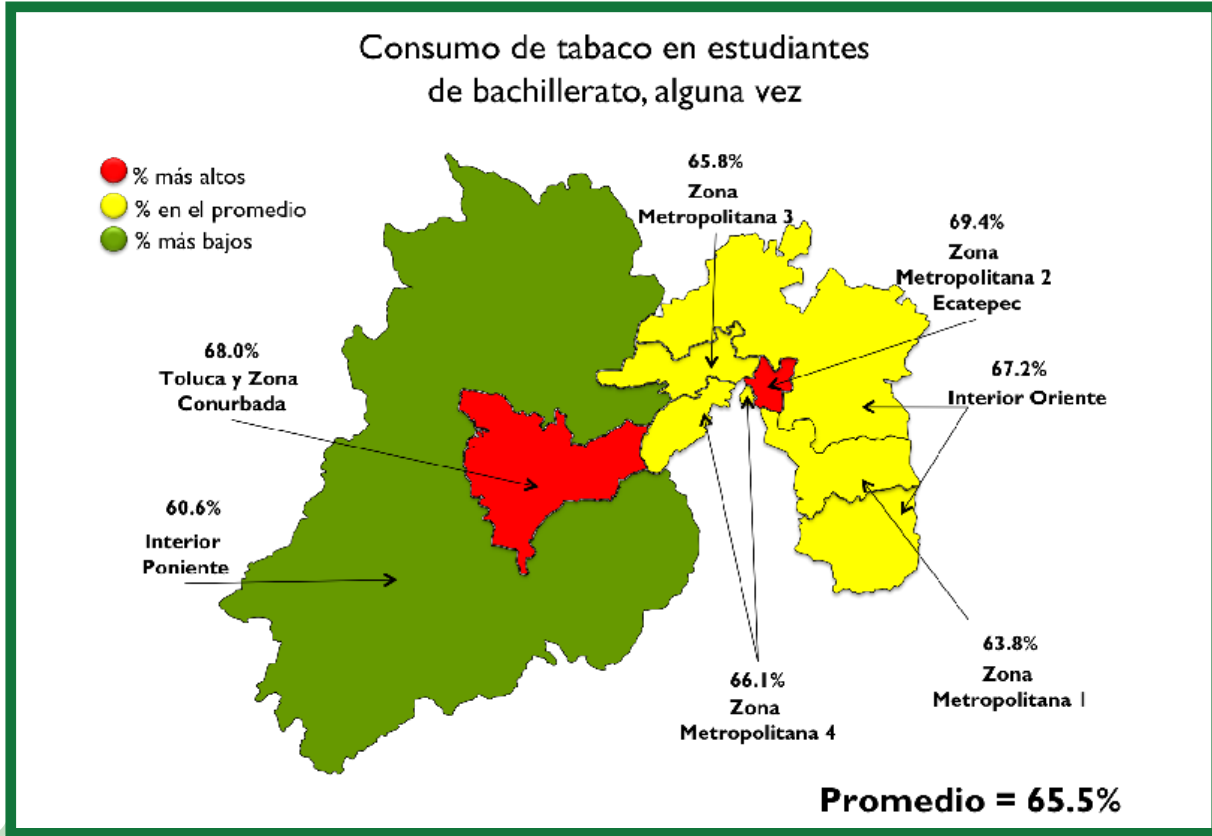 Consumo de tabaco en estudiantes
de bachillerato, alguna vez
% más altos
% en el promedio
% más bajos
65.8%
Zona
Metropolitana 3
69.4%
Zona
Metropolitana 2
Ecatepec
68.0%
Toluca y Zona
Conurbada
67.2%
Interior Oriente
60.6%
Interior
Poniente
63.8%
Zona
Metropolitana 1
66.1%
Zona
Metropolitana 4
Promedio = 65.5%